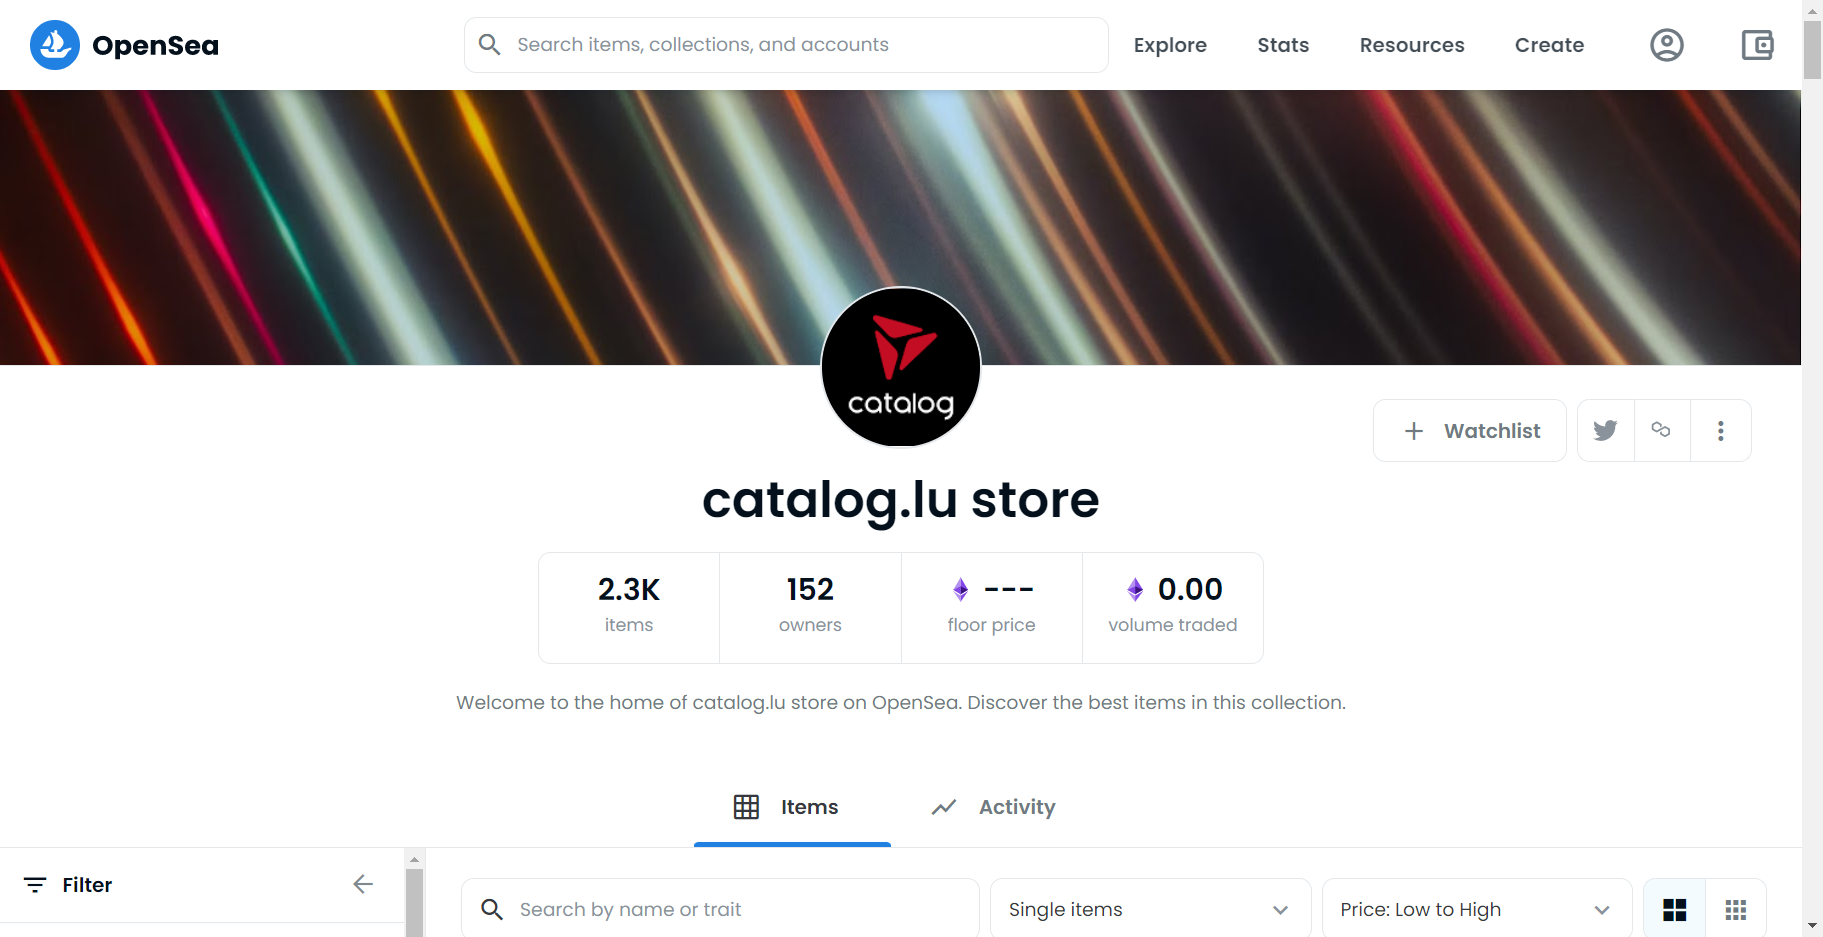 OpenSea
Search items, collections, and accounts
Explore
Stats
Resources
Create
catalog
Watchlist
catalog.lu store
2.3K
items
152
owners
---
floor price
0.00
volume traded
Welcome to the home of catalog.lu store on OpenSea. Discover the best items in this collection.
Items
Activity
Filter
Search by name or trait
Single items
Price: Low to High